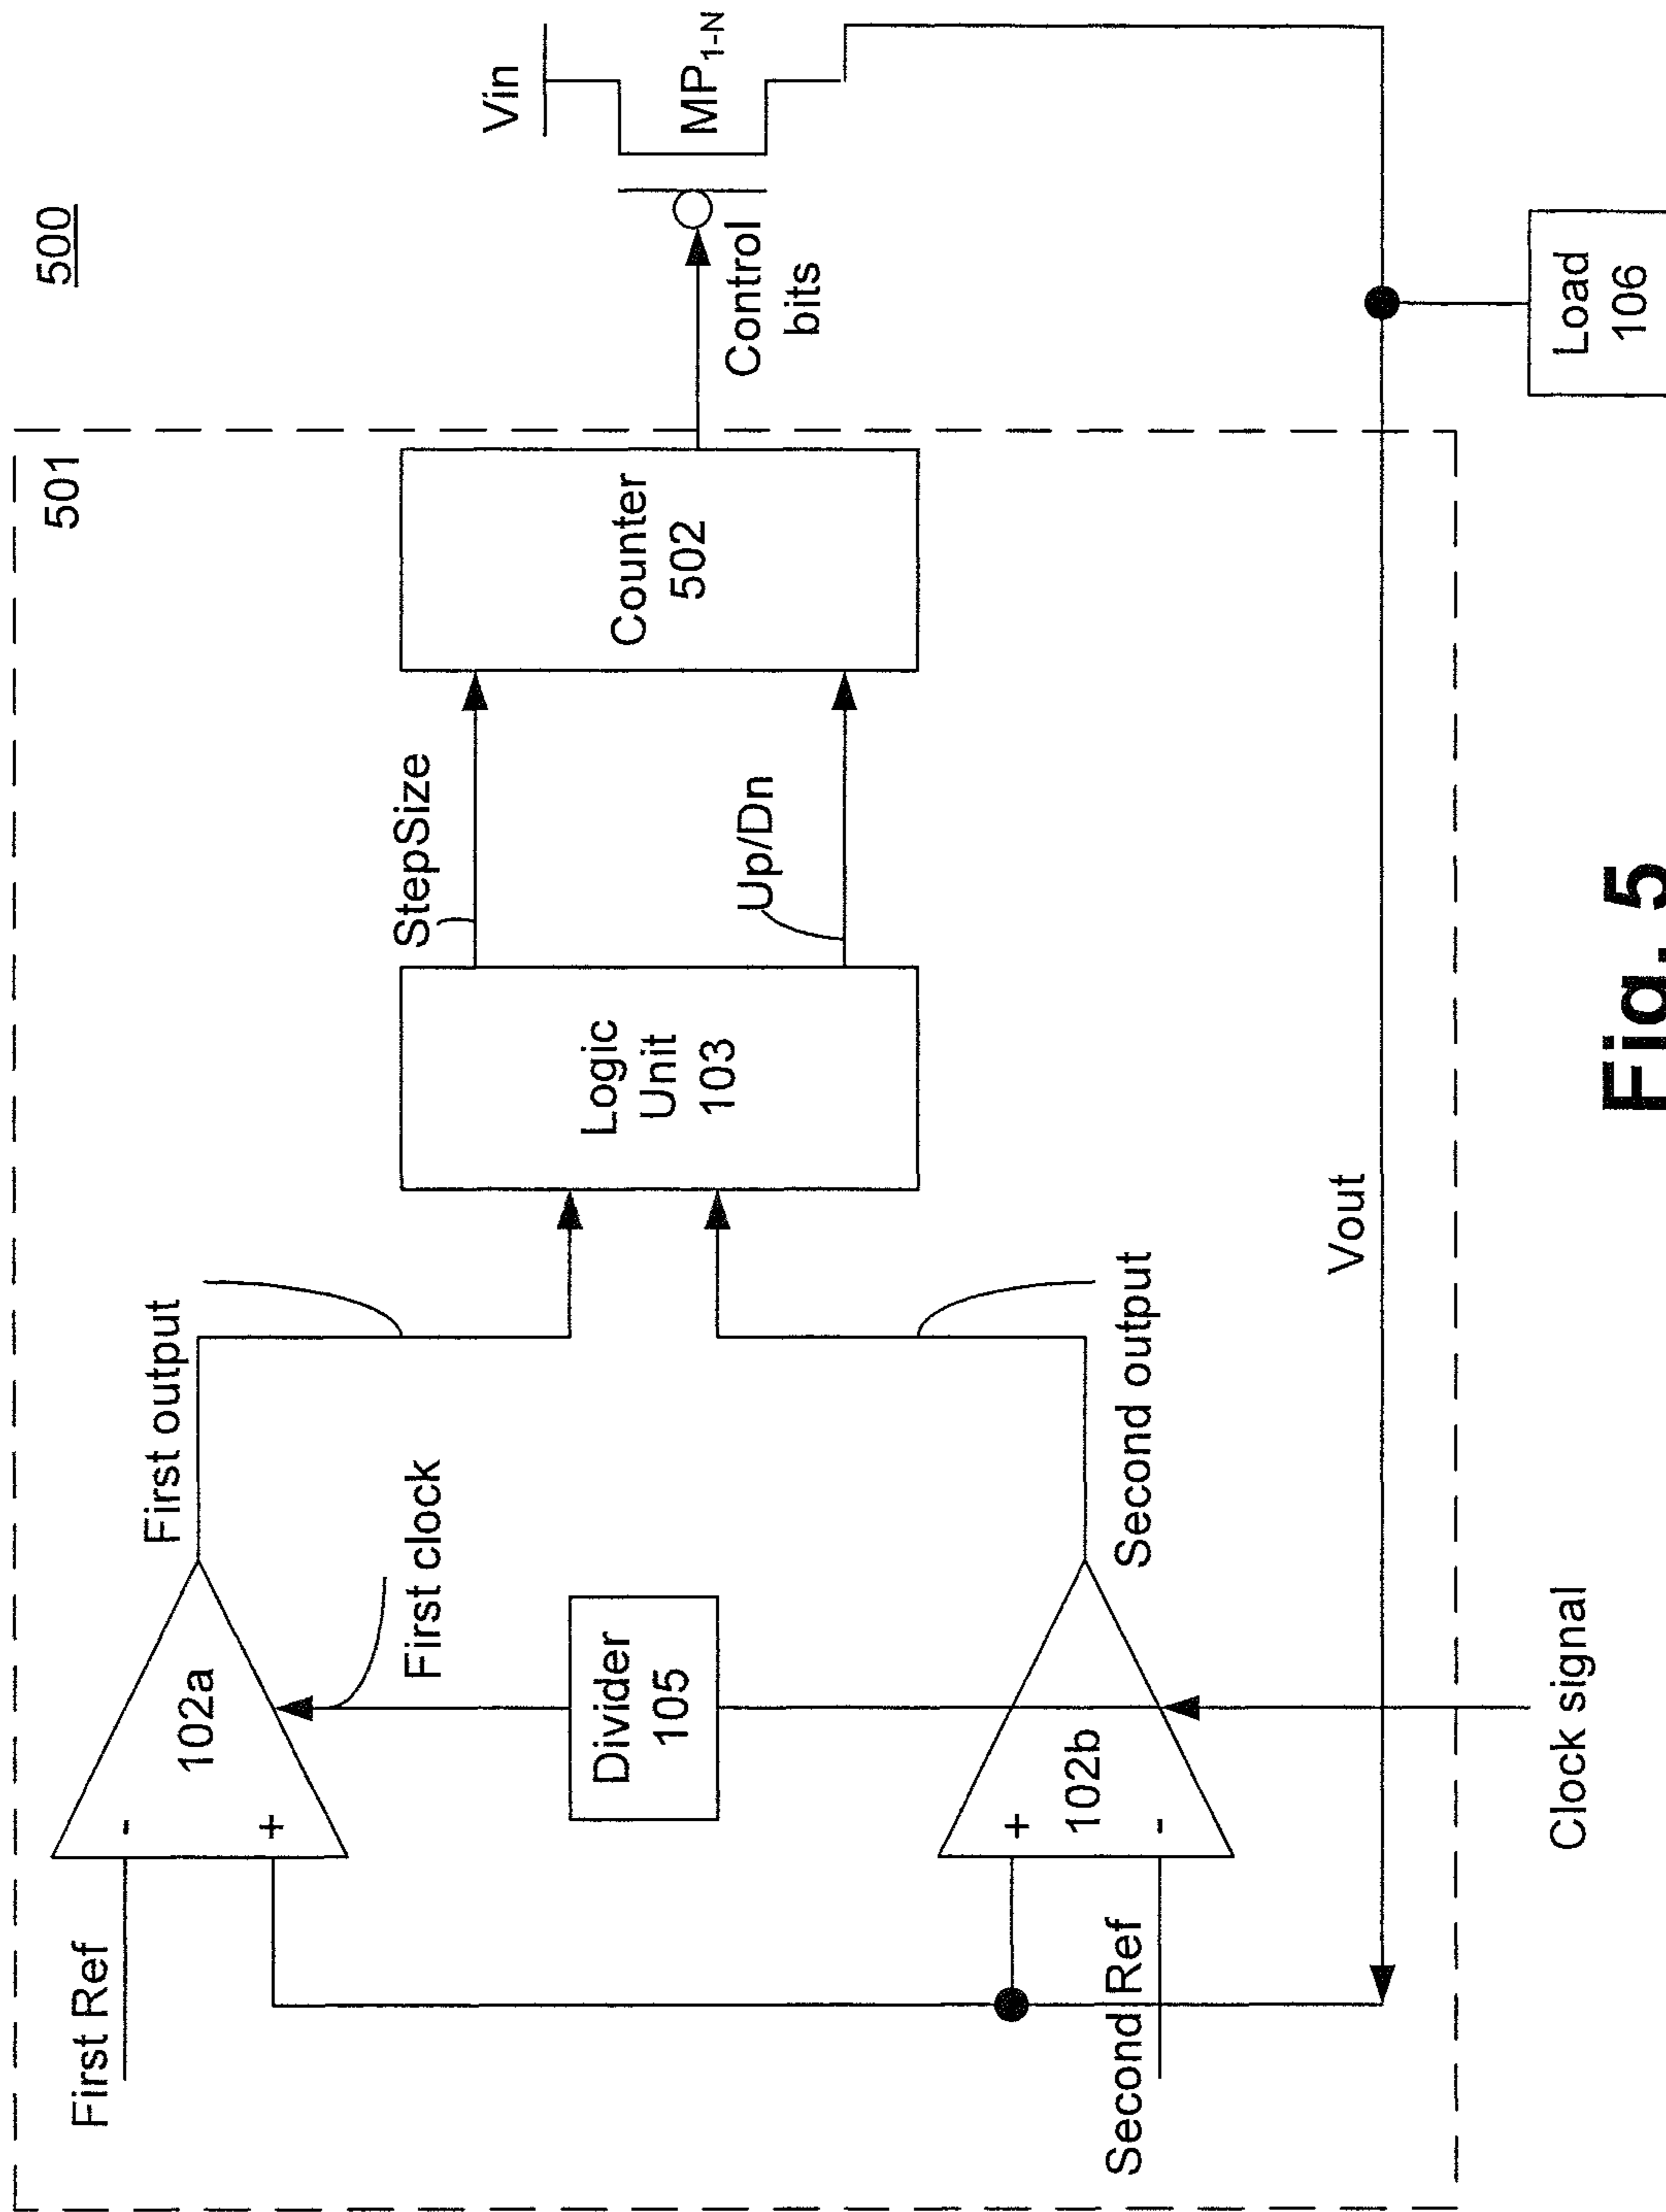 500
501
First Ref
-
+
102a
First output
First clock
Divider
105
Logic
Unit
103
StepSize
Up/Dn
Counter
502
Control
bits
Vin
MP1-N
+
-
102b
Second Ref
Second output
Vout
Clock signal
Load
106
Fig. 5